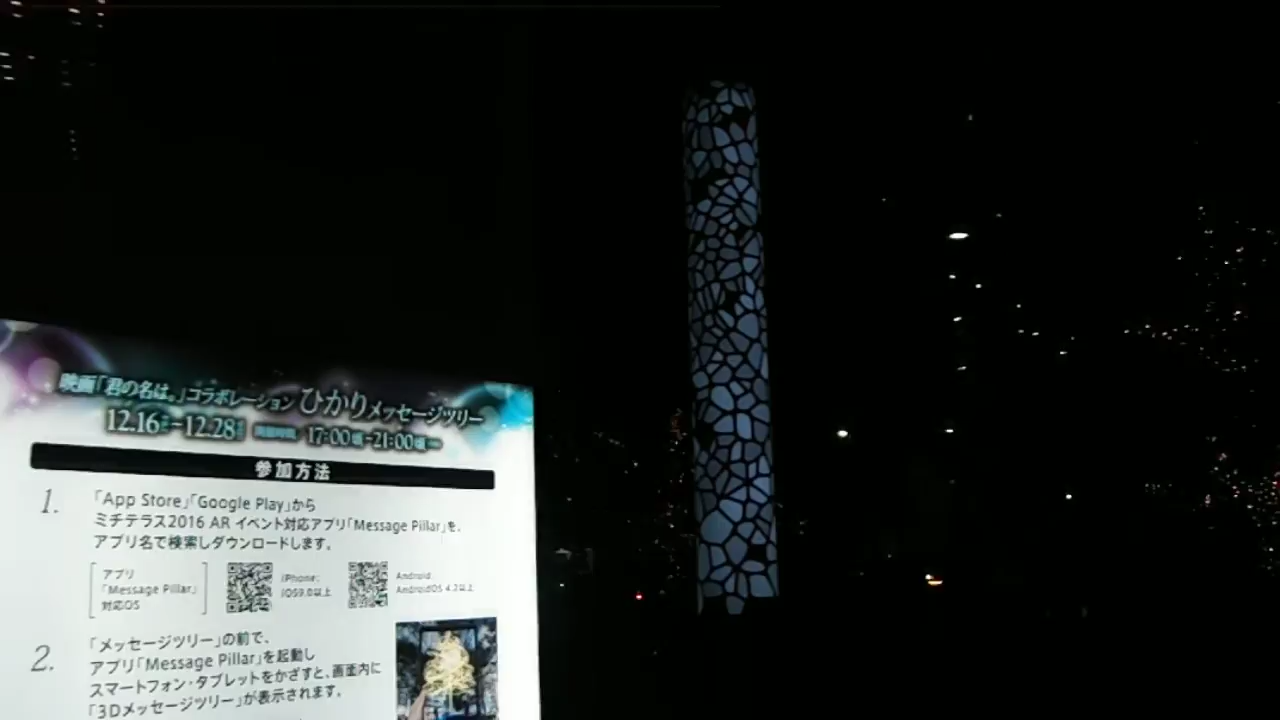 映画「君の名は。」コラボレーション ひかりメッセージツリー
12.16 - 12.28 17:00頃-21:00頃
参加方法
1. 「App Store」「Google Play」から
ミチテラス2016 AR イベント対応アプリ「Message Pillar」を、
アプリ名で検索しダウンロードします。
アプリ
「Message Pillar」
対応OS
iPhone:
iOS9.0以上
Android
AndroidOS 4.2以上
2. 「メッセージツリー」の前で、
アプリ「Message Pillar」を起動し
スマートフォン・タブレットをかざすと、画面内に
「3Dメッセージツリー」が表示されます。